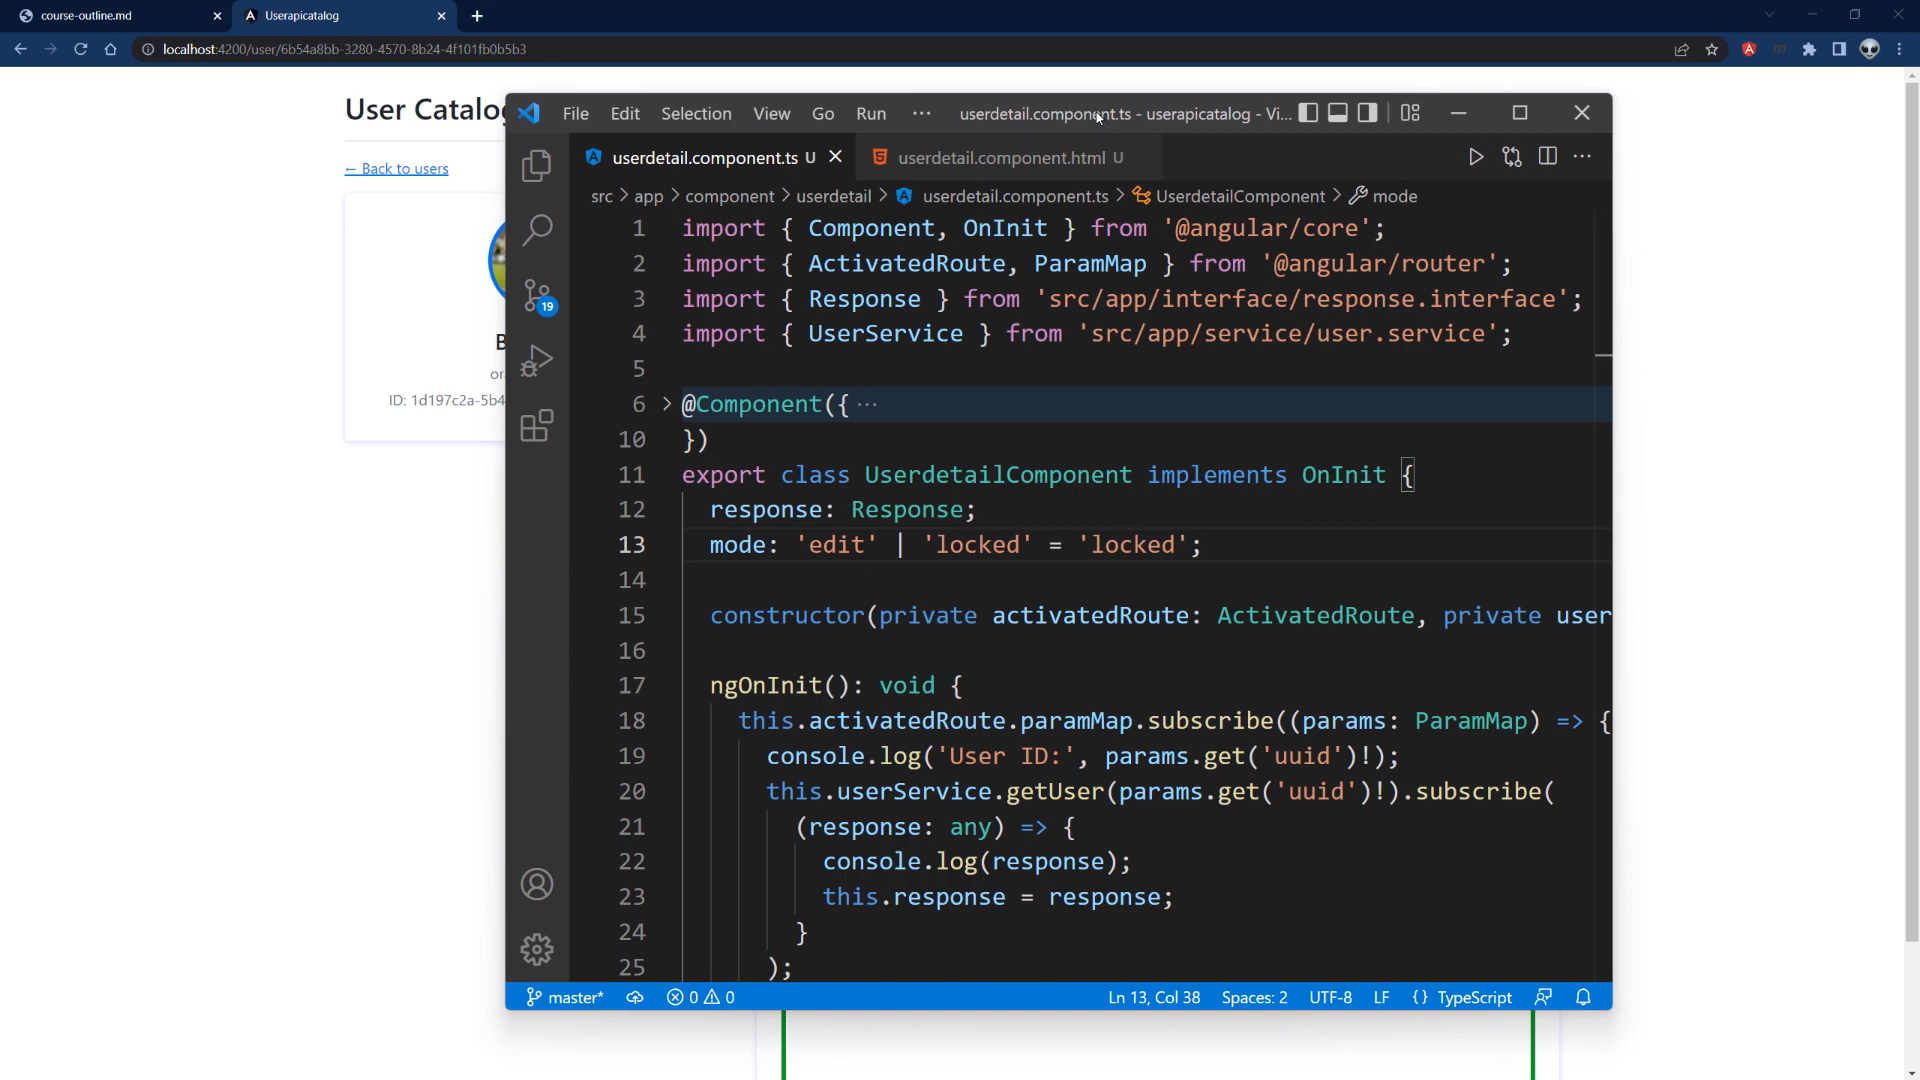 course-outline.md
Userapicatalog
localhost:4200/user/6b54a8bb-3280-4570-8b24-4f101fb0b5b3
User Catalog
← Back to users
ID: 1d197c2a-5b4
File Edit Selection View Go Run ··· userdetail.component.ts - userapicatalog - Vi...
userdetail.component.ts U
userdetail.component.html U
src > app > component > userdetail > userdetail.component.ts > UserdetailComponent > mode
1 import { Component, OnInit } from '@angular/core';
2 import { ActivatedRoute, ParamMap } from '@angular/router';
3 import { Response } from 'src/app/interface/response.interface';
4 import { UserService } from 'src/app/service/user.service';
5
6 @Component({ ···
10 })
11 export class UserdetailComponent implements OnInit {
12 response: Response;
13 mode: 'edit' | 'locked' = 'locked';
14
15 constructor(private activatedRoute: ActivatedRoute, private user
16
17 ngOnInit(): void {
18 this.activatedRoute.paramMap.subscribe((params: ParamMap) => {
19 console.log('User ID:', params.get('uuid')!);
20 this.userService.getUser(params.get('uuid')!).subscribe(
21 (response: any) => {
22 console.log(response);
23 this.response = response;
24 }
25 );
19
master* 0 0 Ln 13, Col 38 Spaces: 2 UTF-8 LF {} TypeScript